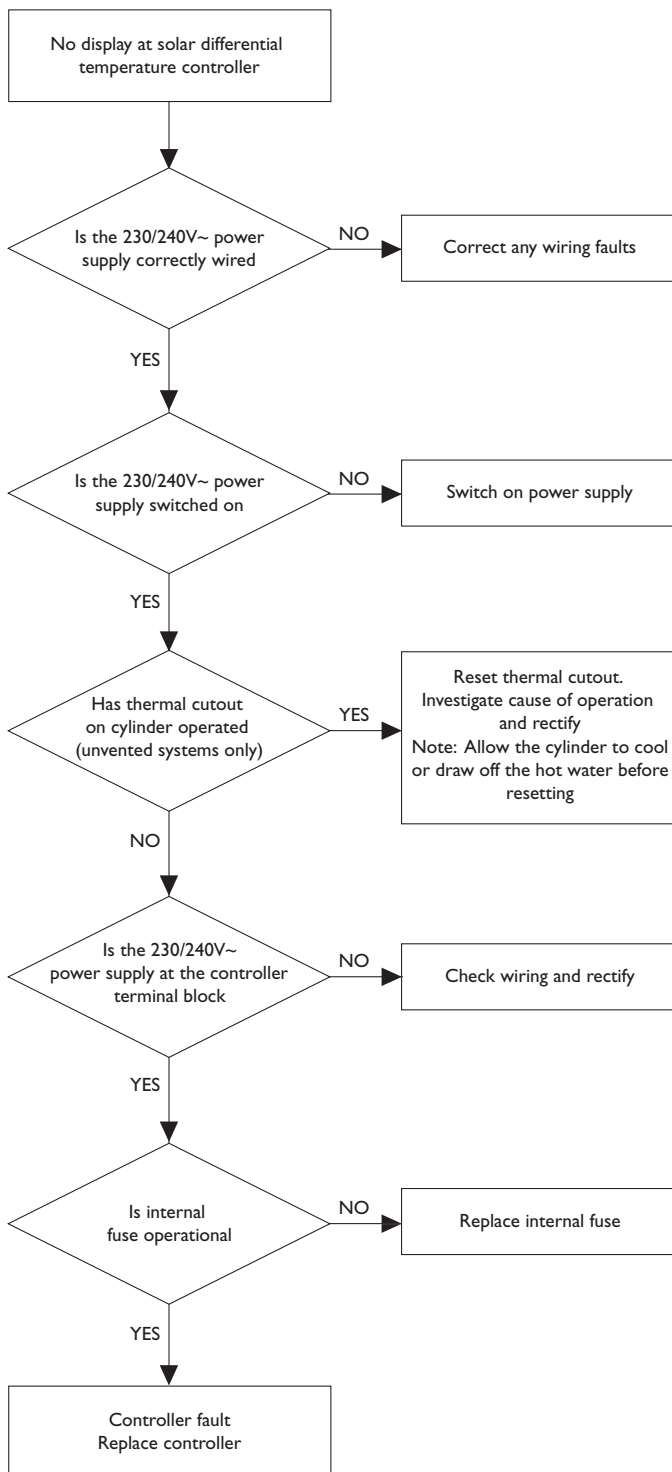 No display at solar differential
temperature controller
Is the 230/240V~ power
supply correctly wired
NO
Correct any wiring faults
YES
Is the 230/240V~ power
supply switched on
NO
Switch on power supply
YES
Has thermal cutout
on cylinder operated
(unvented systems only)
YES
Reset thermal cutout.
Investigate cause of operation
and rectify
Note: Allow the cylinder to cool
or draw off the hot water before
resetting
NO
Is the 230/240V~
power supply at the controller
terminal block
NO
Check wiring and rectify
YES
Is internal
fuse operational
NO
Replace internal fuse
YES
Controller fault
Replace controller